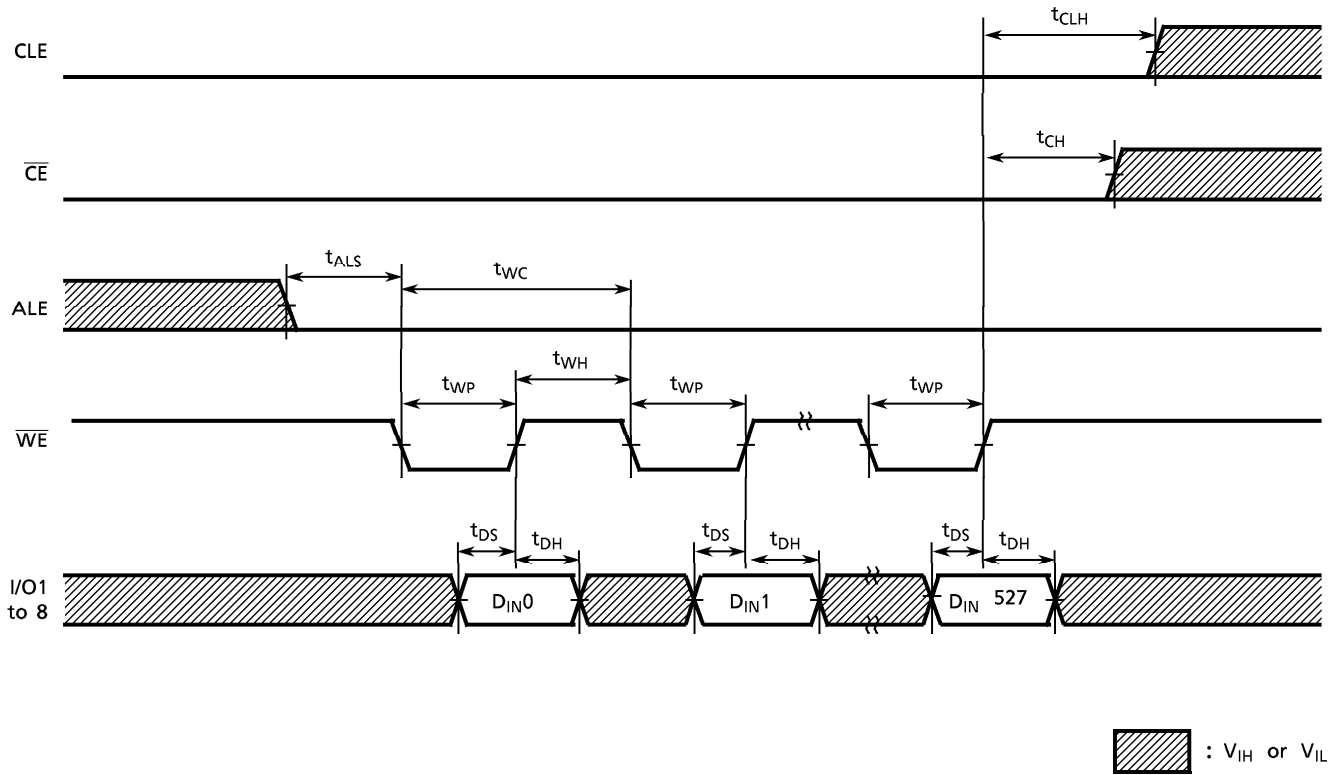 CLE
tCLH
CE
tCH
ALE
tALS
tWC
WE
tWP
tWH
tWP
tWP
I/O1
to 8
tDS
tDH
tDS
tDH
tDS
tDH
DIN0
DIN1
DIN 527
: VIH or VIL